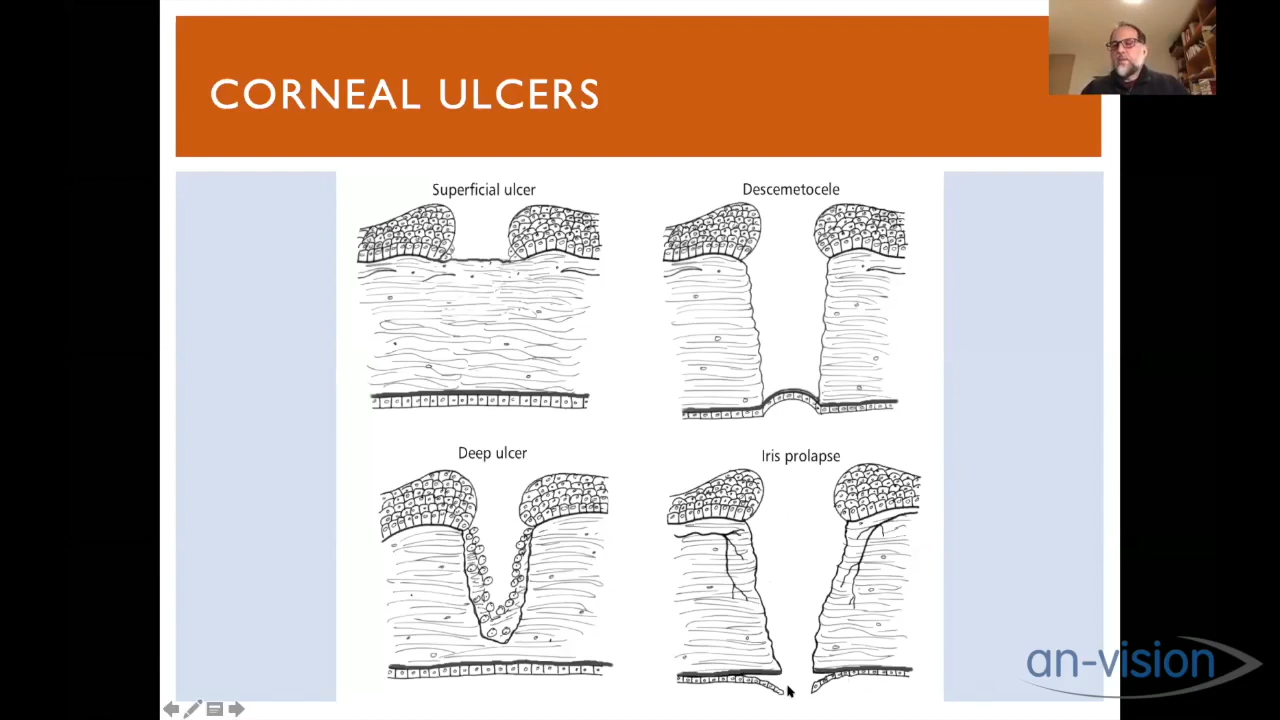 CORNEAL ULCERS
Superficial ulcer
Descemetocele
Deep ulcer
Iris prolapse
an-vision